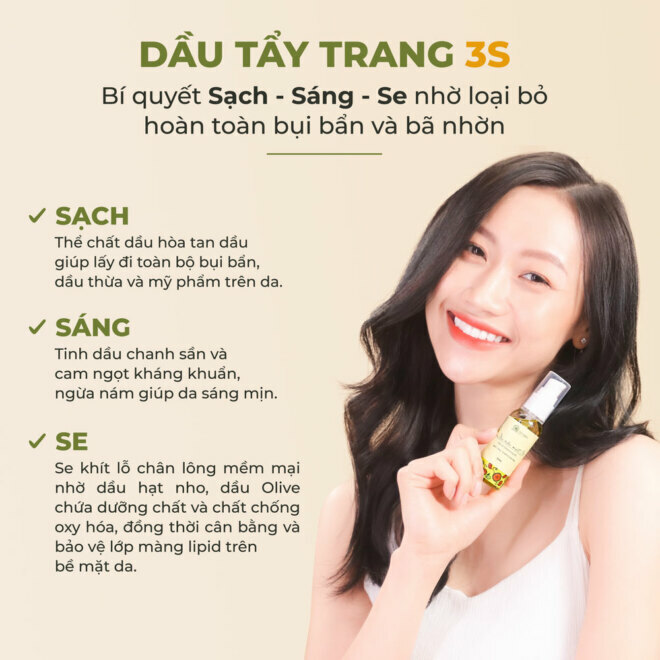 DẦU TẨY TRANG 3S
Bí quyết Sạch - Sáng - Se nhờ loại bỏ
hoàn toàn bụi bẩn và bã nhờn
SẠCH
Thể chất dầu hòa tan dầu
giúp lấy đi toàn bộ bụi bẩn,
dầu thừa và mỹ phẩm trên da.
SÁNG
Tinh dầu chanh sần và
cam ngọt kháng khuẩn,
ngừa nám giúp da sáng mịn.
SE
Se khít lỗ chân lông mềm mại
nhờ dầu hạt nho, dầu Olive
chứa dưỡng chất và chất chống
oxy hóa, đồng thời cân bằng và
bảo vệ lớp màng lipid trên
bề mặt da.